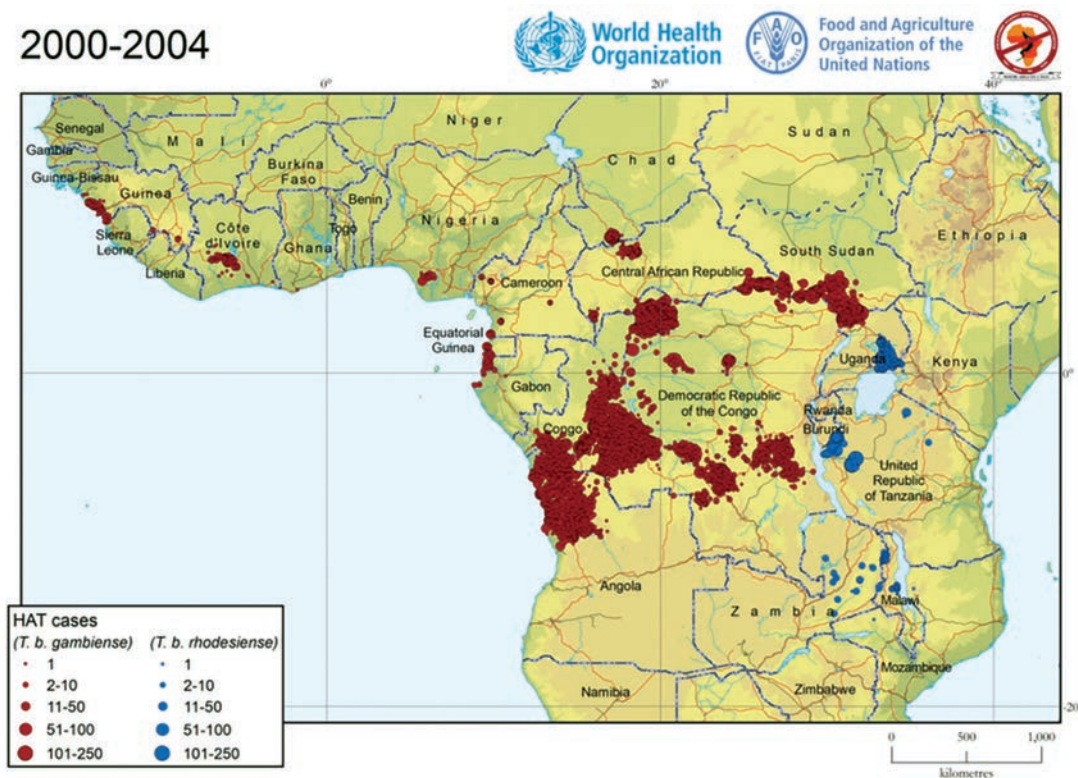 2000-2004
World Health
Organization
F A O
FIAT PANIS
Food and Agriculture
Organization of the
United Nations
0°
20°
40°
Senegal
Gambia
Guinea-Bissau
Guinea
Sierra
Leone
Liberia
Mali
Burkina
Faso
Côte
d'Ivoire
Ghana
Togo
Benin
Niger
Nigeria
Chad
Sudan
Ethiopia
South Sudan
Central African Republic
Cameroon
Equatorial
Guinea
Gabon
Congo
Democratic Republic
of the Congo
Uganda
Kenya
0°
Rwanda
Burundi
United
Republic
of Tanzania
Angola
Zambia
Malawi
Mozambique
Zimbabwe
Namibia
-20
HAT cases
(T. b. gambiense) (T. b. rhodesiense)
1 1
2-10 2-10
11-50 11-50
51-100 51-100
101-250 101-250
0 500 1,000
kilometres